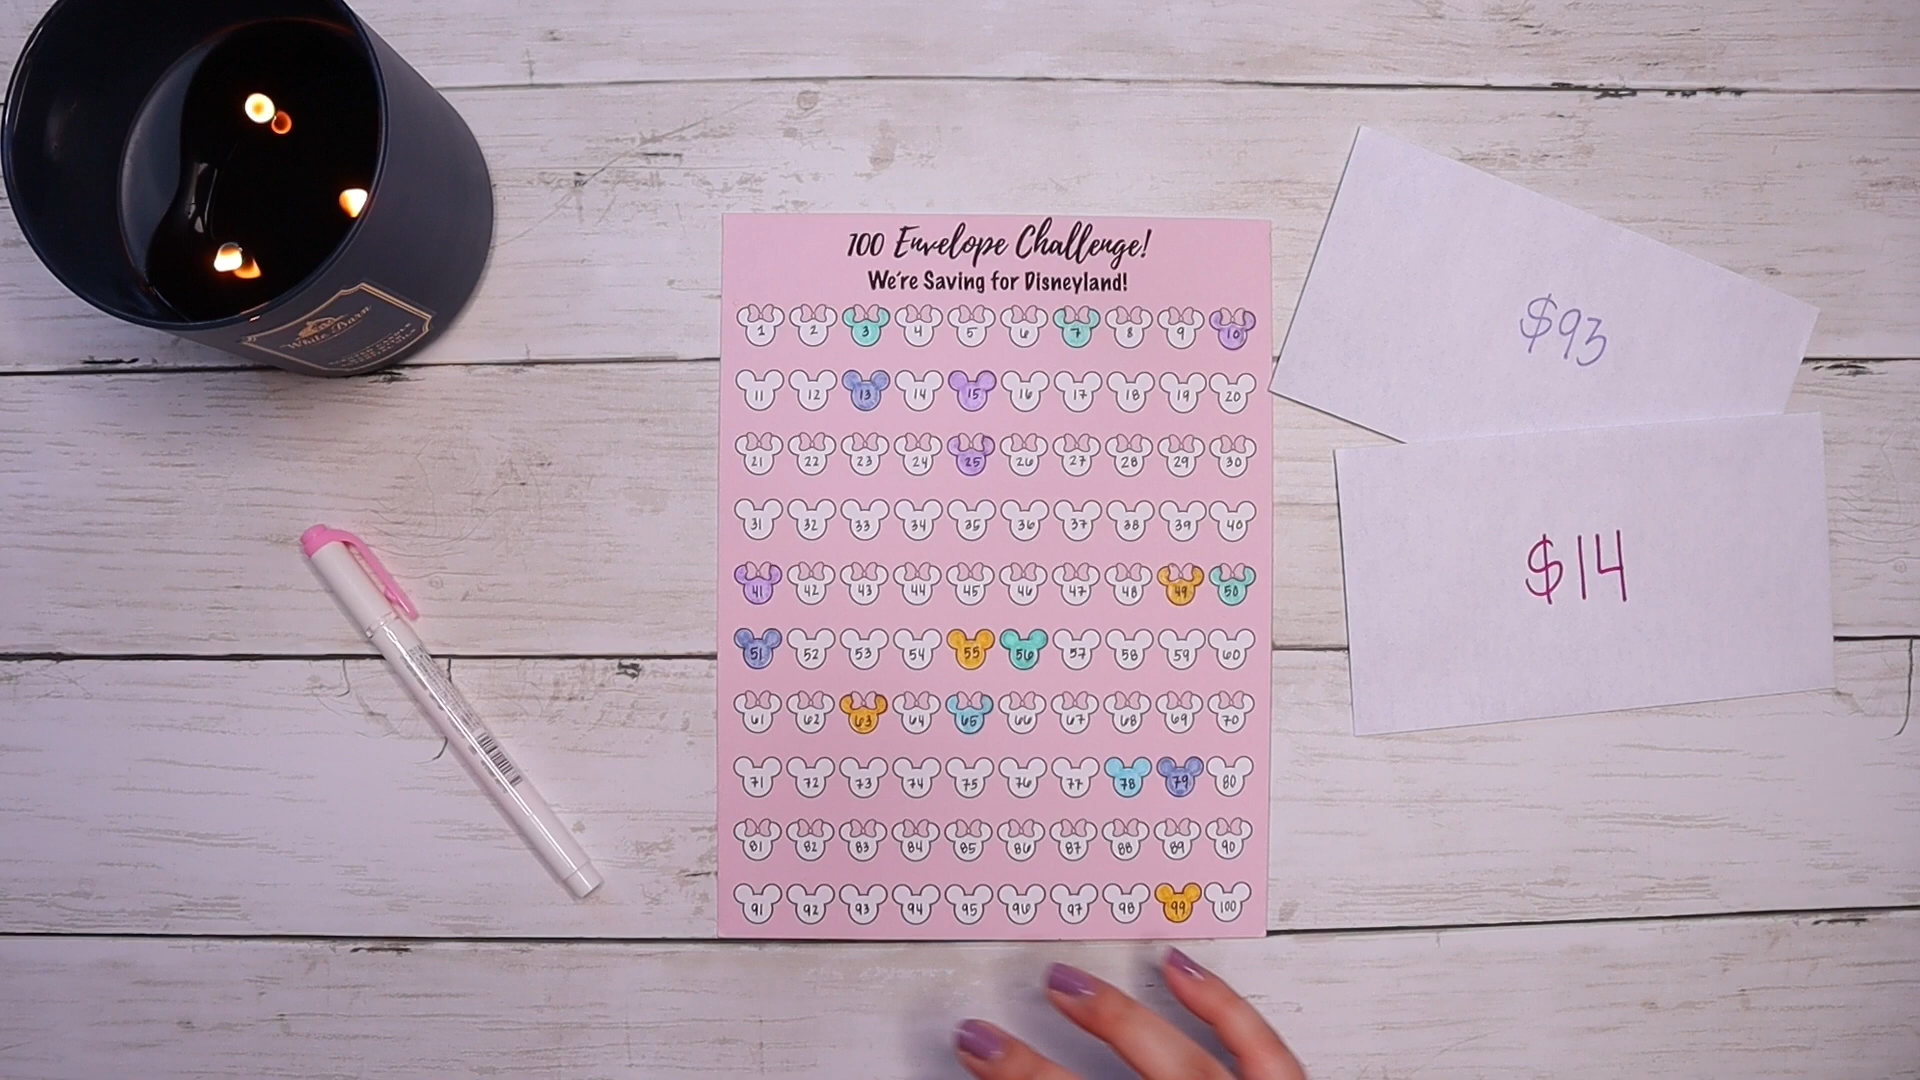 100 Envelope Challenge!
We're Saving for Disneyland!
1 2 3 4 5 6 7 8 9 10
11 12 13 14 15 16 17 18 19 20
21 22 23 24 25 26 27 28 29 30
31 32 33 34 35 36 37 38 39 40
41 42 43 44 45 46 47 48 49 50
51 52 53 54 55 56 57 58 59 60
61 62 63 64 65 66 67 68 69 70
71 72 73 74 75 76 77 78 79 80
81 82 83 84 85 86 87 88 89 90
91 92 93 94 95 96 97 98 99 100
$93
$14
White Barn